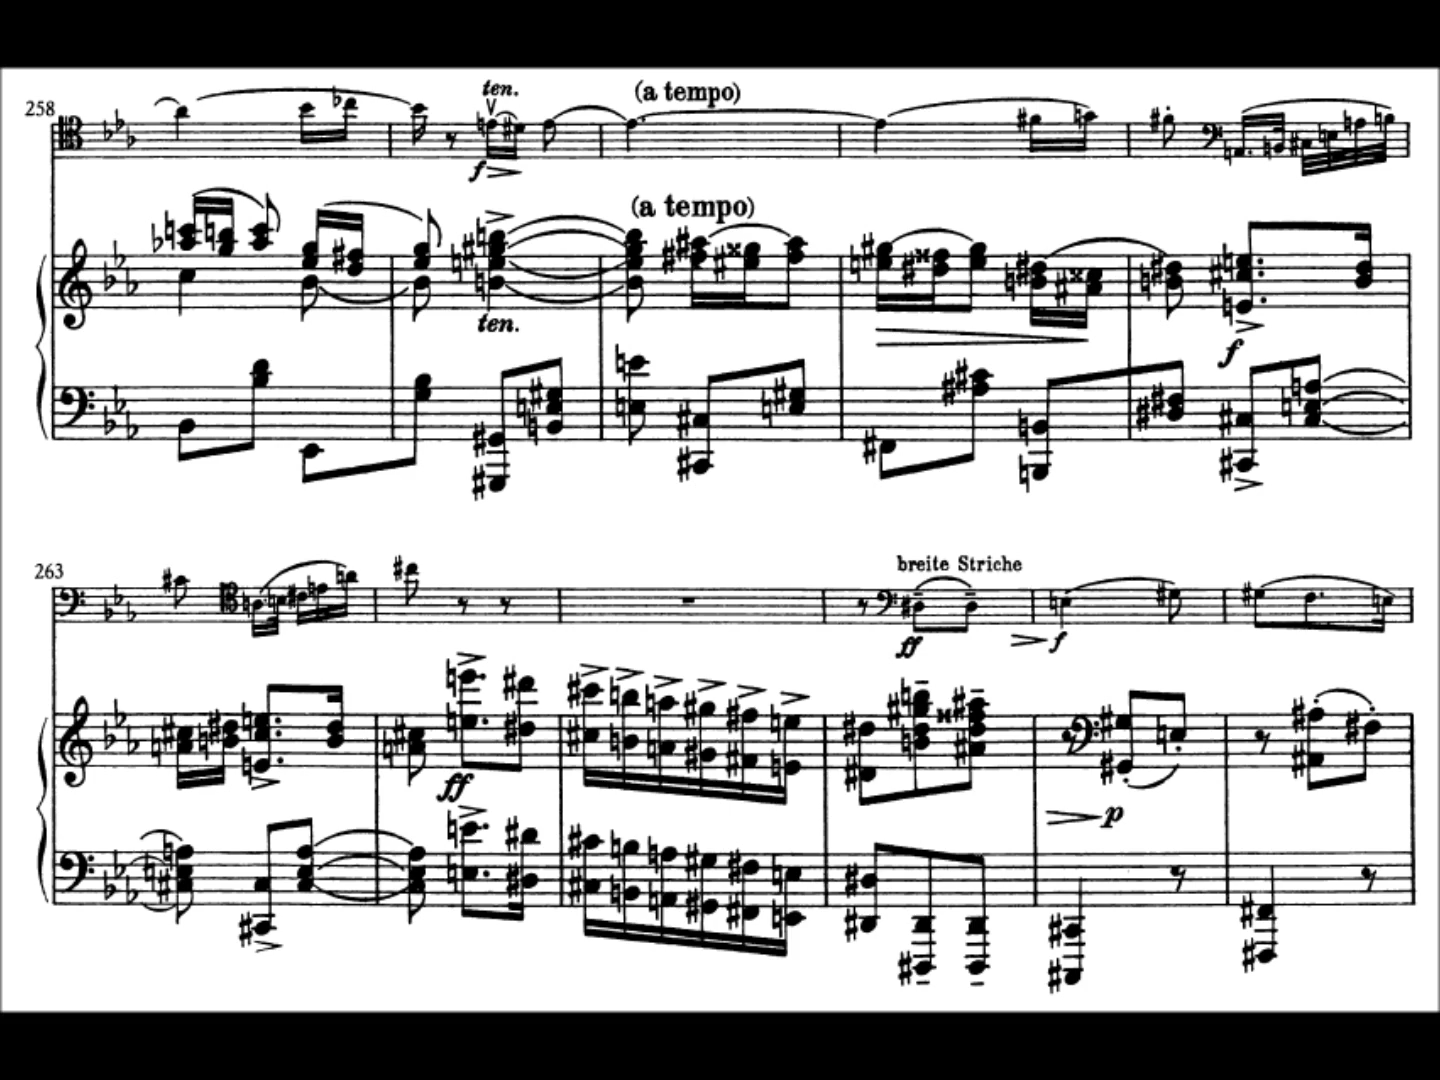 258
ten.
(a tempo)
f
(a tempo)
ten.
f
263
breite Striche
ff
f
ff
p